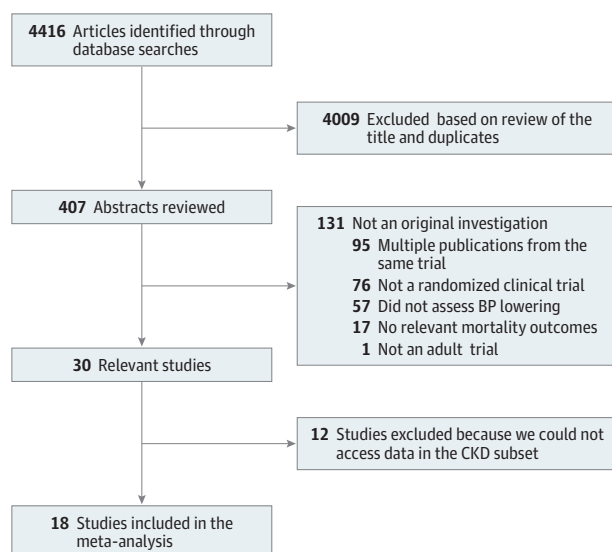 4416 Articles identified through
database searches
4009 Excluded based on review of the
title and duplicates
407 Abstracts reviewed
131 Not an original investigation
95 Multiple publications from the
same trial
76 Not a randomized clinical trial
57 Did not assess BP lowering
17 No relevant mortality outcomes
1 Not an adult trial
30 Relevant studies
12 Studies excluded because we could not
access data in the CKD subset
18 Studies included in the
meta-analysis